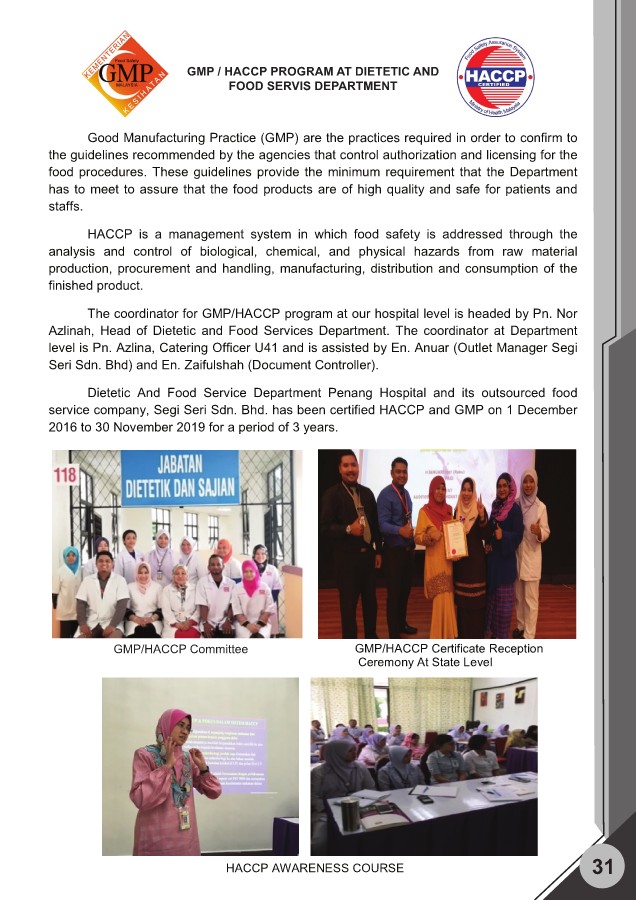 KEMENTERIAN
Food Safety
GMP
MALAYSIA
KESIHATAN
GMP / HACCP PROGRAM AT DIETETIC AND
FOOD SERVIS DEPARTMENT
Food Safety Assurance System
HACCP
CERTIFIED
Ministry of Health Malaysia
Good Manufacturing Practice (GMP) are the practices required in order to confirm to
the guidelines recommended by the agencies that control authorization and licensing for the
food procedures. These guidelines provide the minimum requirement that the Department
has to meet to assure that the food products are of high quality and safe for patients and
staffs.
HACCP is a management system in which food safety is addressed through the
analysis and control of biological, chemical, and physical hazards from raw material
production, procurement and handling, manufacturing, distribution and consumption of the
finished product.
The coordinator for GMP/HACCP program at our hospital level is headed by Pn. Nor
Azlinah, Head of Dietetic and Food Services Department. The coordinator at Department
level is Pn. Azlina, Catering Officer U41 and is assisted by En. Anuar (Outlet Manager Segi
Seri Sdn. Bhd) and En. Zaifulshah (Document Controller).
Dietetic And Food Service Department Penang Hospital and its outsourced food
service company, Segi Seri Sdn. Bhd. has been certified HACCP and GMP on 1 December
2016 to 30 November 2019 for a period of 3 years.
118
JABATAN
DIETETIK DAN SAJIAN
GMP/HACCP Committee
GMP/HACCP Certificate Reception
Ceremony At State Level
HACCP AWARENESS COURSE
31